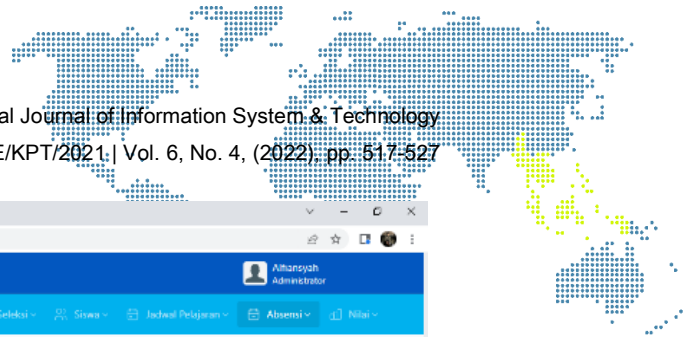 al Journal of Information System & Technology
E/KPT/2021 | Vol. 6, No. 4, (2022), pp. 517-527
Alfiansyah
Administrator
Seleksi Siswa Jadwal Pelajaran Absensi Nilai